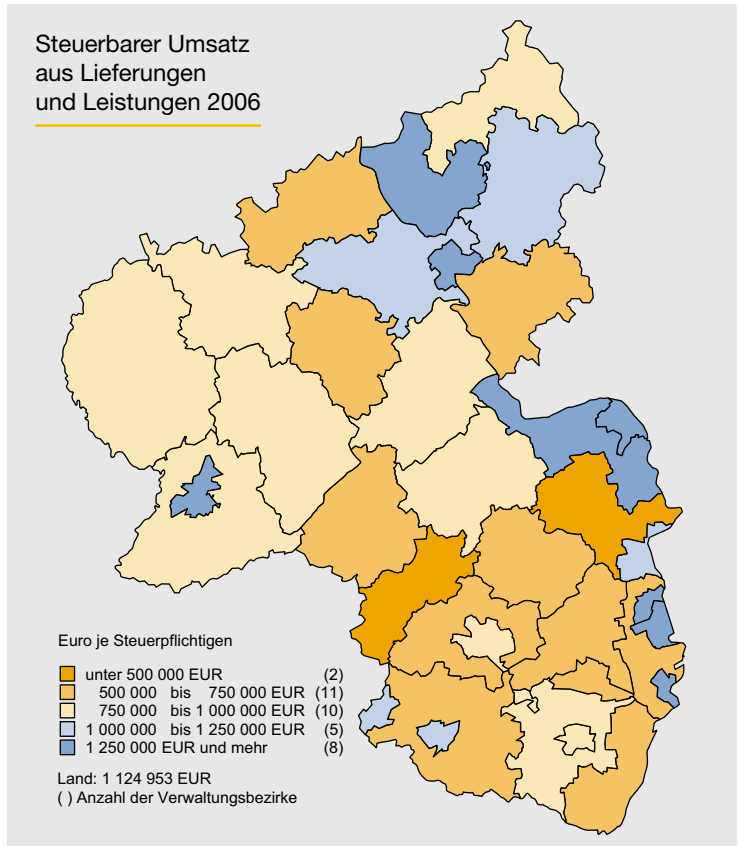 Steuerbarer Umsatz
aus Lieferungen
und Leistungen 2006
Euro je Steuerpflichtigen
unter 500 000 EUR (2)
500 000 bis 750 000 EUR (11)
750 000 bis 1 000 000 EUR (10)
1 000 000 bis 1 250 000 EUR (5)
1 250 000 EUR und mehr (8)
Land: 1 124 953 EUR
( ) Anzahl der Verwaltungsbezirke